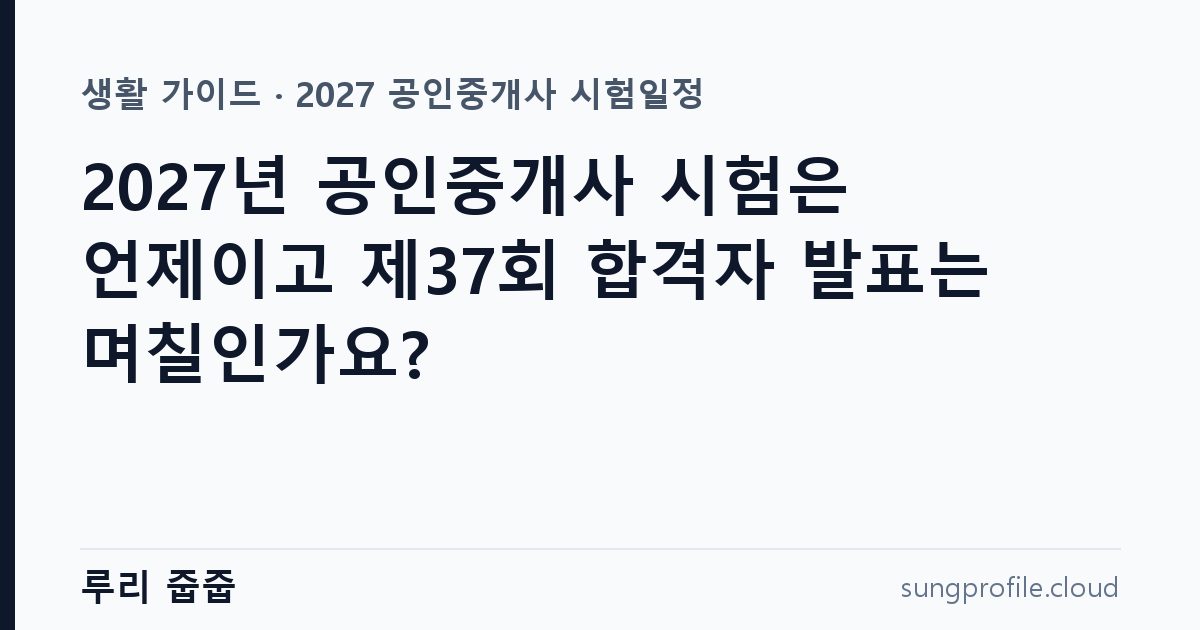 생활 가이드 · 2027 공인중개사 시험일정
2027년 공인중개사 시험은
언제이고 제37회 합격자 발표는
며칠인가요?
루리 줍줍
sungprofile.cloud